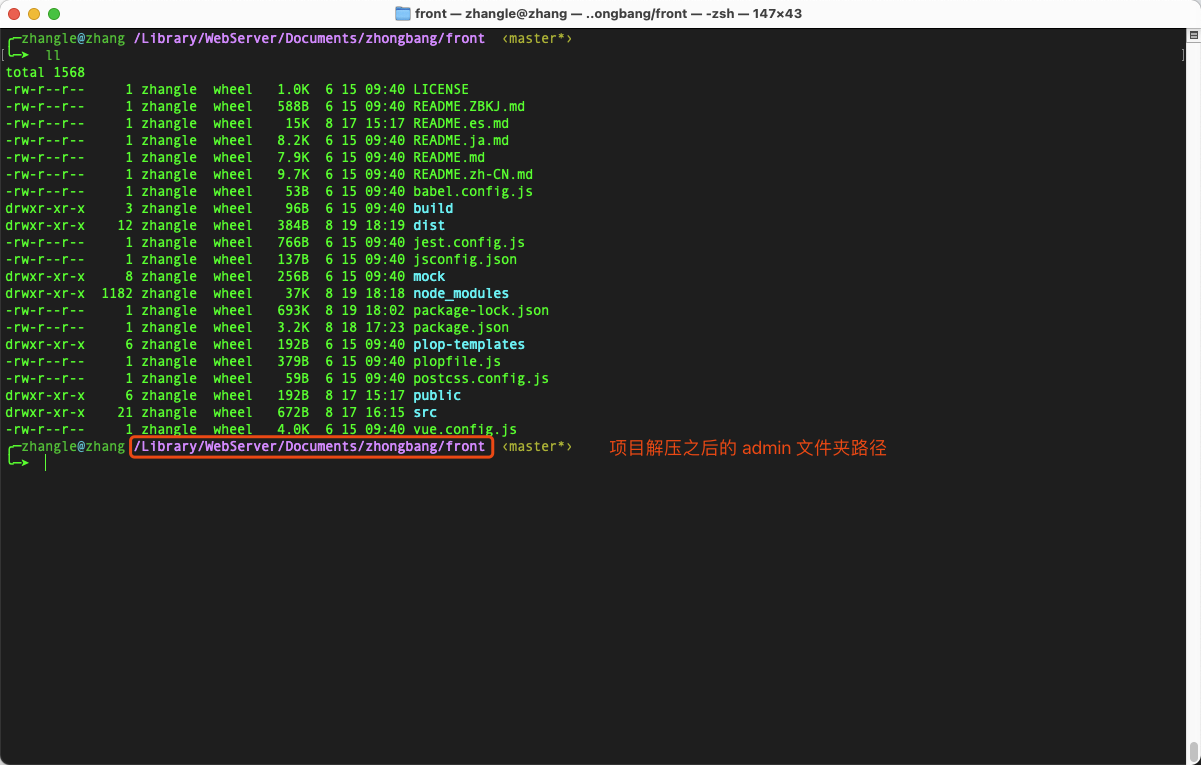 front — zhangle@zhang — ..ongbang/front — -zsh — 147×43
zhangle@zhang /Library/WebServer/Documents/zhongbang/front ‹master*›
ll
total 1568
-rw-r--r-- 1 zhangle wheel 1.0K 6 15 09:40 LICENSE
-rw-r--r-- 1 zhangle wheel 588B 6 15 09:40 README.ZBKJ.md
-rw-r--r-- 1 zhangle wheel 15K 8 17 15:17 README.es.md
-rw-r--r-- 1 zhangle wheel 8.2K 6 15 09:40 README.ja.md
-rw-r--r-- 1 zhangle wheel 7.9K 6 15 09:40 README.md
-rw-r--r-- 1 zhangle wheel 9.7K 6 15 09:40 README.zh-CN.md
-rw-r--r-- 1 zhangle wheel 53B 6 15 09:40 babel.config.js
drwxr-xr-x 3 zhangle wheel 96B 6 15 09:40 build
drwxr-xr-x 12 zhangle wheel 384B 8 19 18:19 dist
-rw-r--r-- 1 zhangle wheel 766B 6 15 09:40 jest.config.js
-rw-r--r-- 1 zhangle wheel 137B 6 15 09:40 jsconfig.json
drwxr-xr-x 8 zhangle wheel 256B 6 15 09:40 mock
drwxr-xr-x 1182 zhangle wheel 37K 8 19 18:18 node_modules
-rw-r--r-- 1 zhangle wheel 693K 8 19 18:02 package-lock.json
-rw-r--r-- 1 zhangle wheel 3.2K 8 18 17:23 package.json
drwxr-xr-x 6 zhangle wheel 192B 6 15 09:40 plop-templates
-rw-r--r-- 1 zhangle wheel 379B 6 15 09:40 plopfile.js
-rw-r--r-- 1 zhangle wheel 59B 6 15 09:40 postcss.config.js
drwxr-xr-x 6 zhangle wheel 192B 8 17 15:17 public
drwxr-xr-x 21 zhangle wheel 672B 8 17 16:15 src
-rw-r--r-- 1 zhangle wheel 4.0K 6 15 09:40 vue.config.js
zhangle@zhang /Library/WebServer/Documents/zhongbang/front ‹master*› 项目解压之后的 admin 文件夹路径